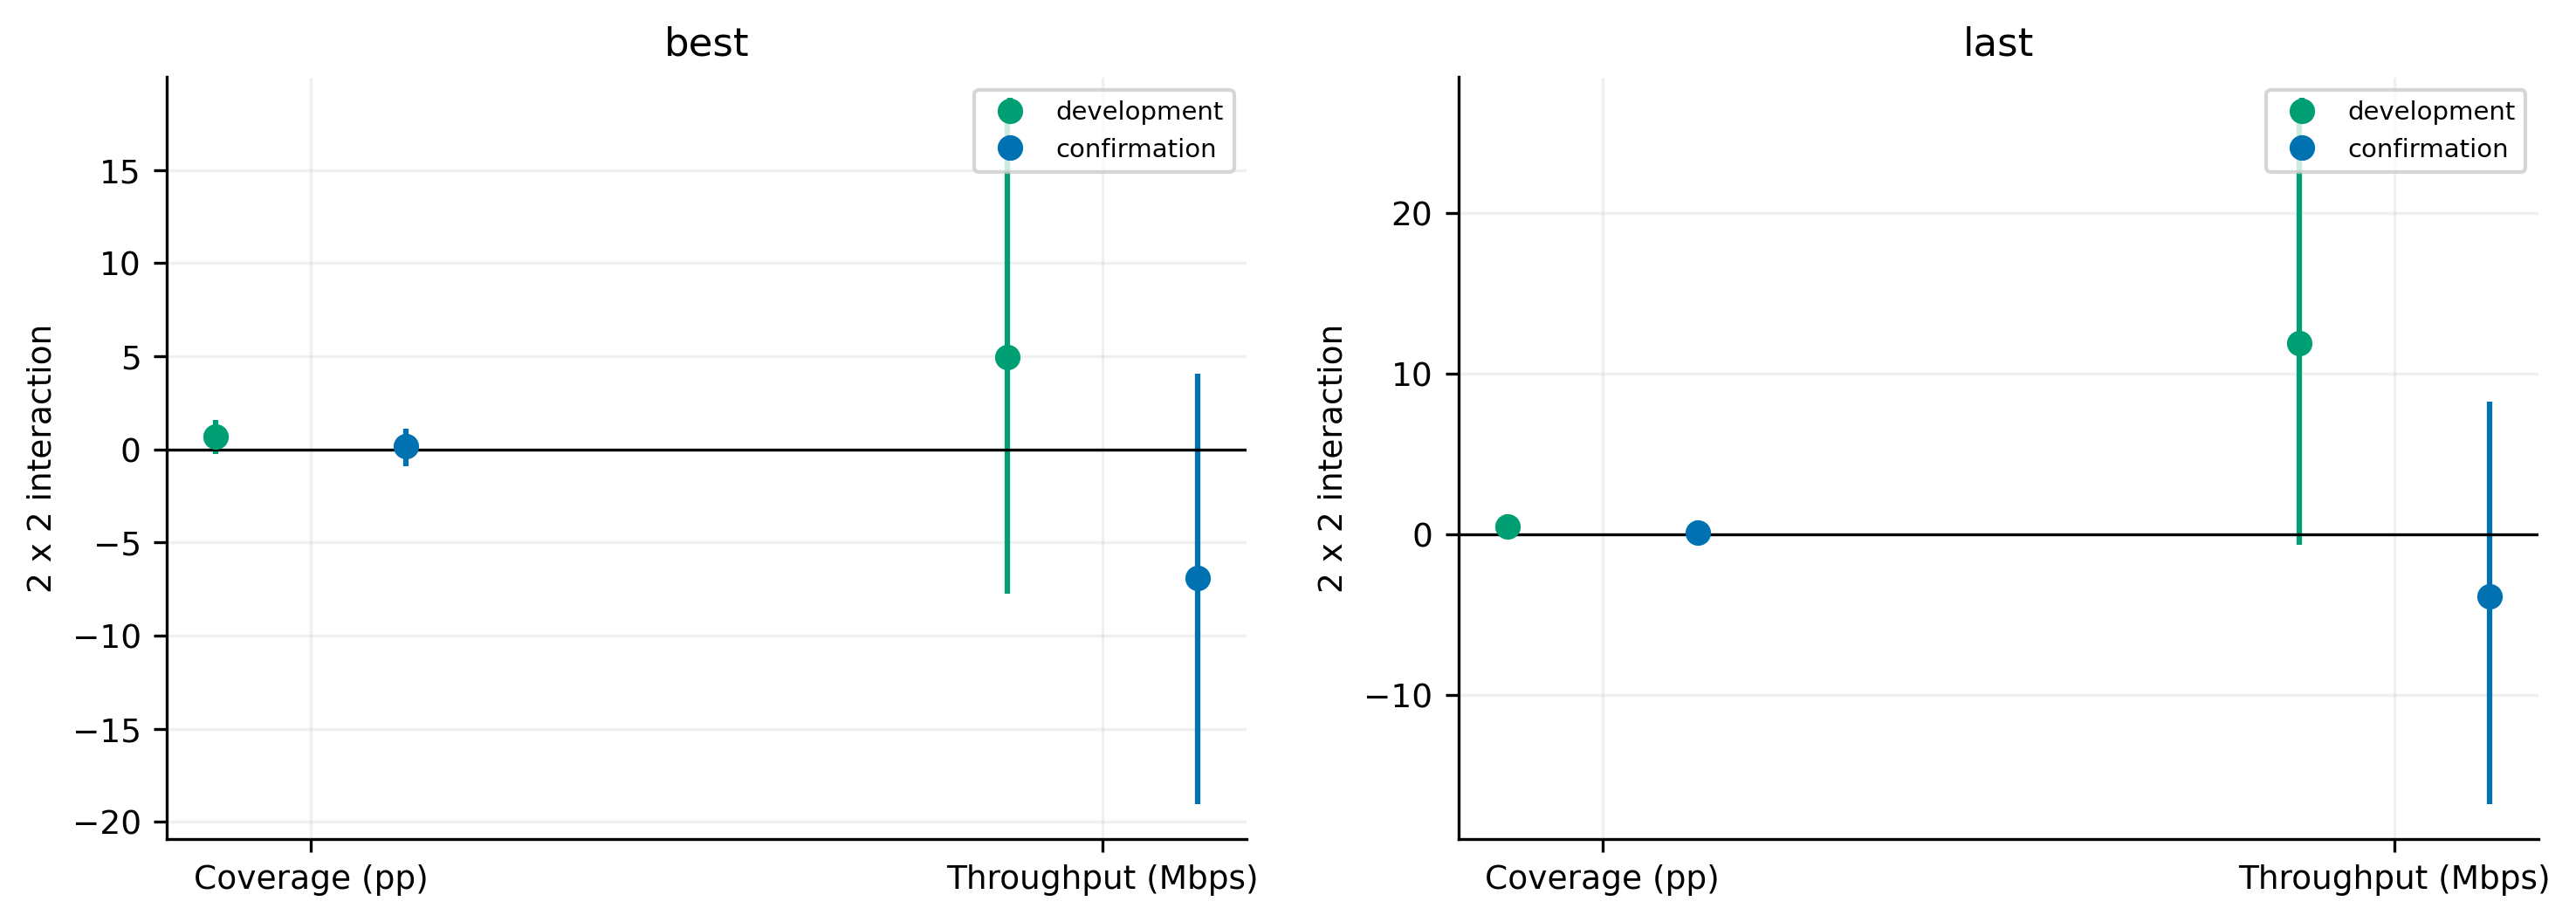 best
development
confirmation
15
10
5
0
−5
−10
−15
−20
2 x 2 interaction
Coverage (pp)
Throughput (Mbps)
last
development
confirmation
20
10
0
−10
2 x 2 interaction
Coverage (pp)
Throughput (Mbps)